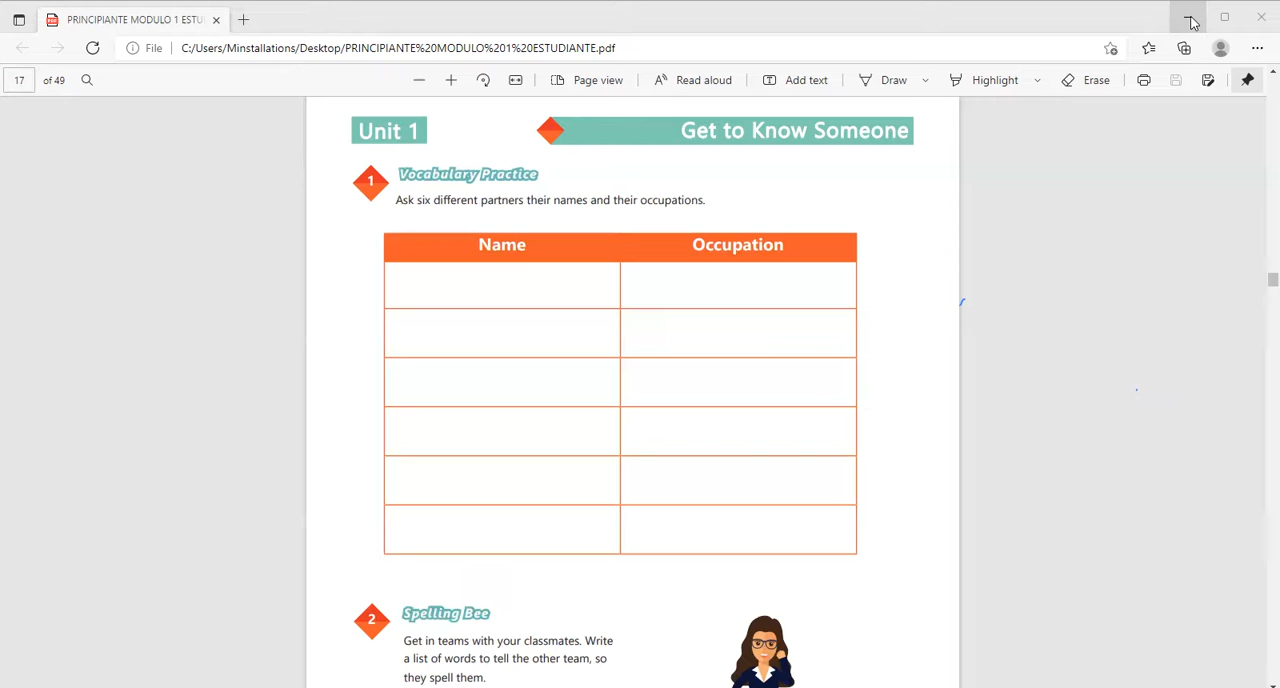 PRINCIPIANTE MODULO 1 ESTU
File C:/Users/Minstallations/Desktop/PRINCIPIANTE%20MODULO%201%20ESTUDIANTE.pdf
17 of 49 Page view Read aloud Add text Draw Highlight Erase
Unit 1 Get to Know Someone
1 Vocabulary Practice
Ask six different partners their names and their occupations.
Name Occupation
2 Spelling Bee
Get in teams with your classmates. Write
a list of words to tell the other team, so
they spell them.